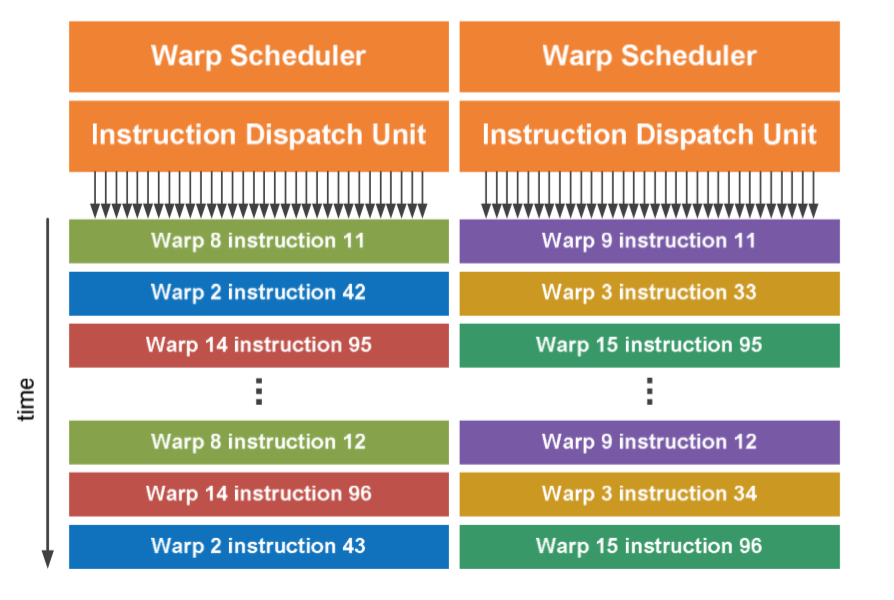 Warp Scheduler
Warp Scheduler
Instruction Dispatch Unit
Instruction Dispatch Unit
Warp 8 instruction 11
Warp 9 instruction 11
Warp 2 instruction 42
Warp 3 instruction 33
Warp 14 instruction 95
Warp 15 instruction 95
time
Warp 8 instruction 12
Warp 9 instruction 12
Warp 14 instruction 96
Warp 3 instruction 34
Warp 2 instruction 43
Warp 15 instruction 96